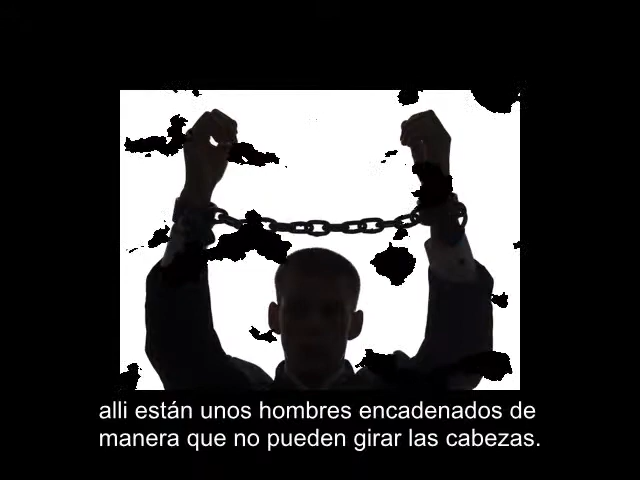 alli están unos hombres encadenados de
manera que no pueden girar las cabezas.